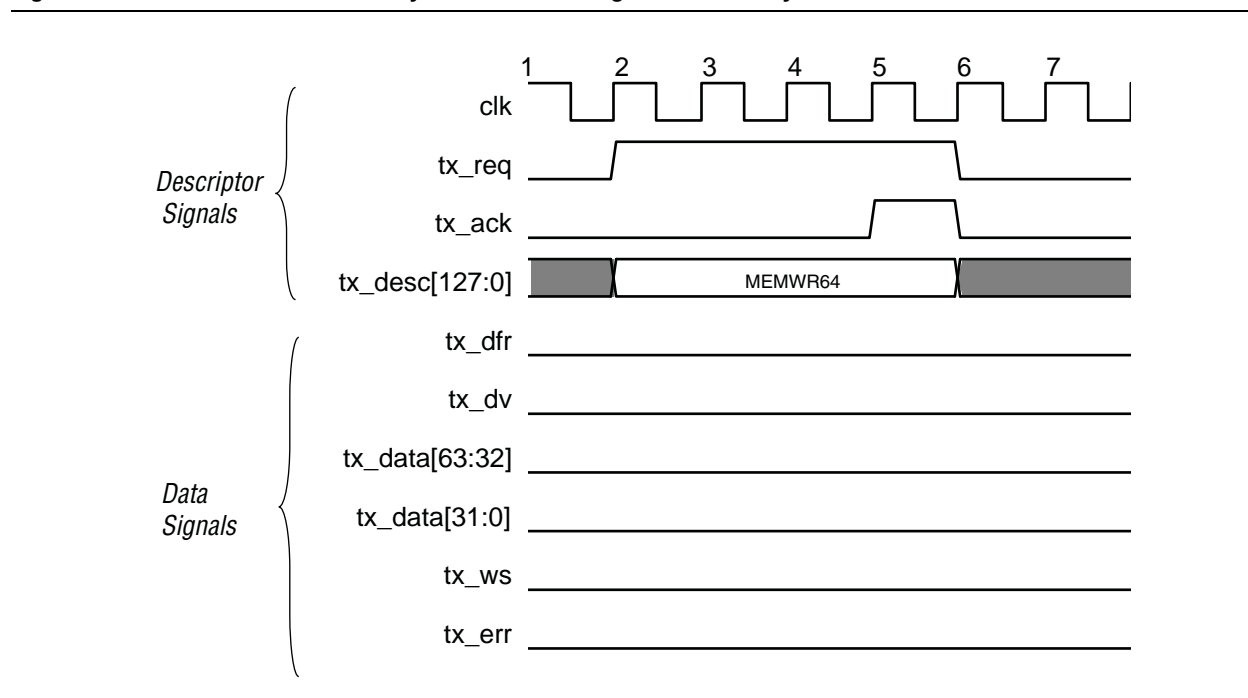 1 2 3 4 5 6 7
clk
tx_req
Descriptor
Signals
tx_ack
tx_desc[127:0]
MEMWR64
tx_dfr
tx_dv
tx_data[63:32]
Data
Signals
tx_data[31:0]
tx_ws
tx_err